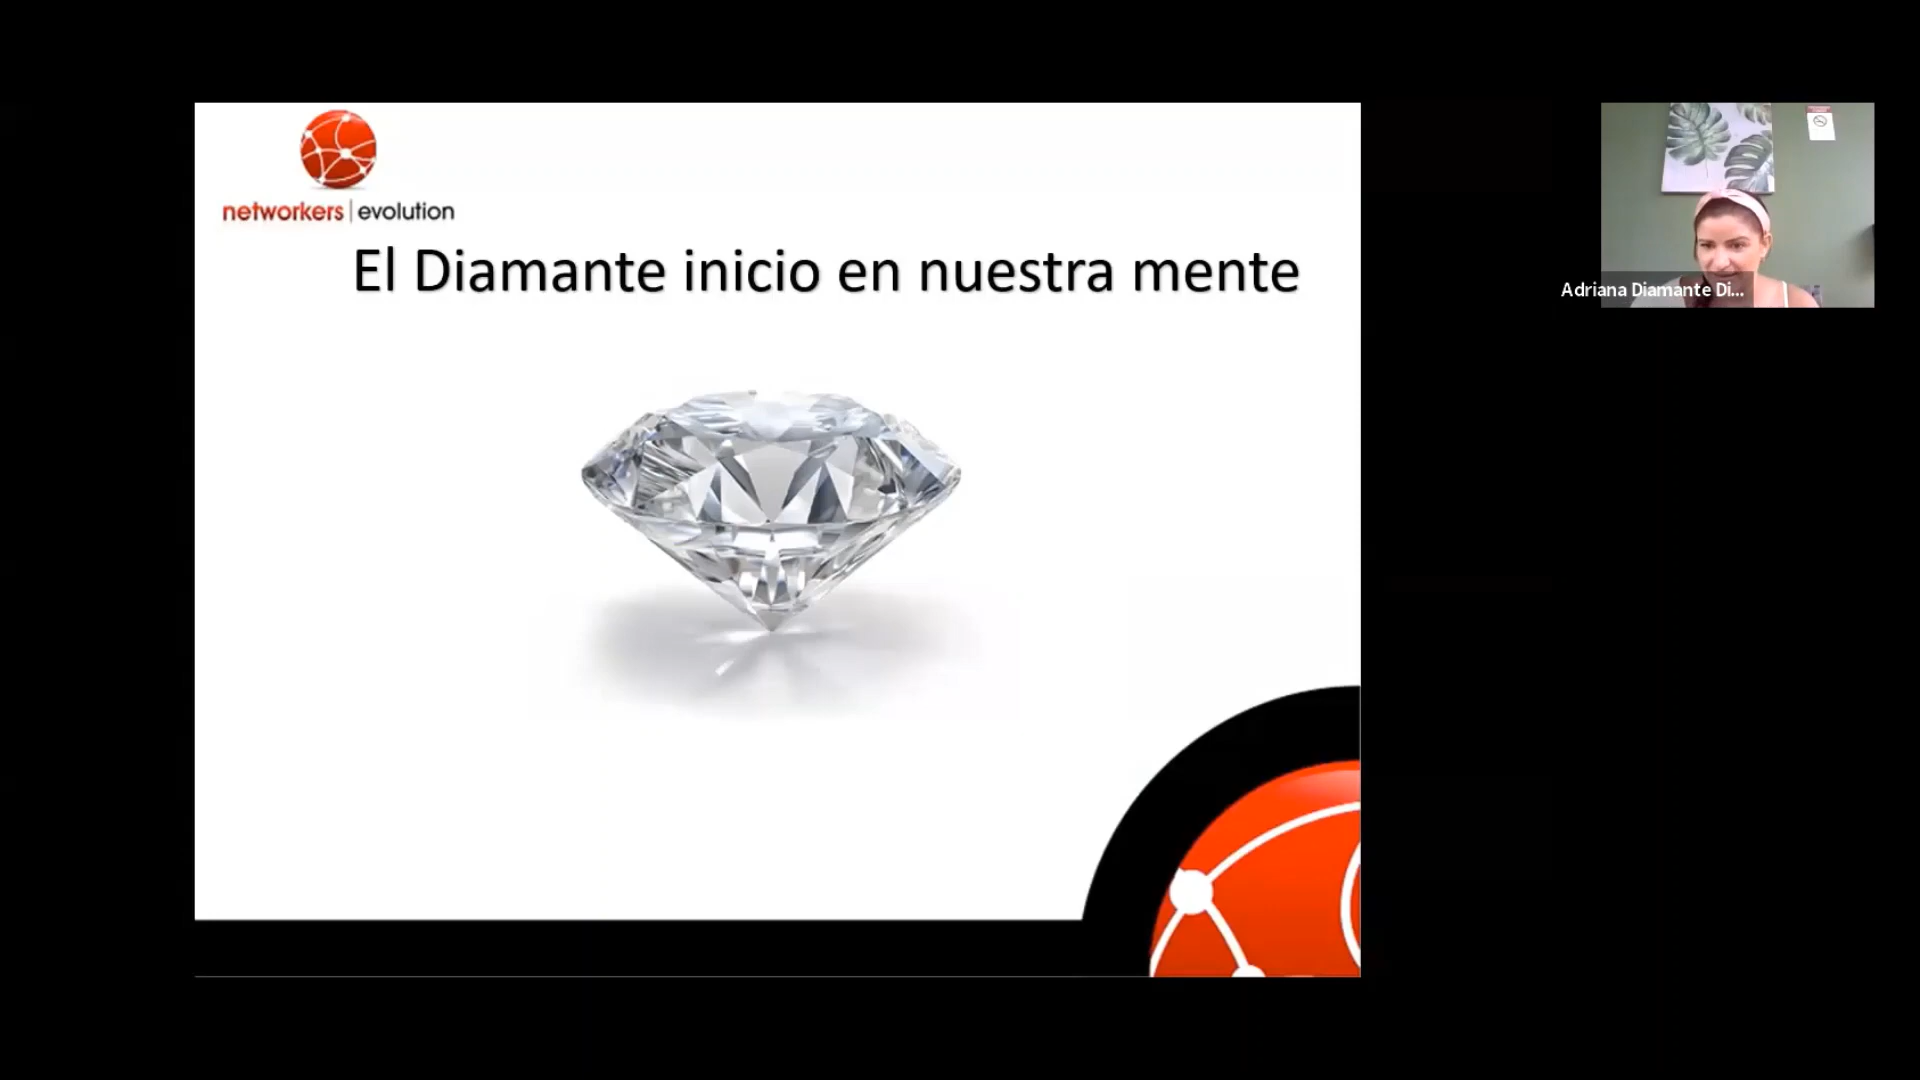 networkers | evolution
El Diamante inicio en nuestra mente
Adriana Diamante Di...